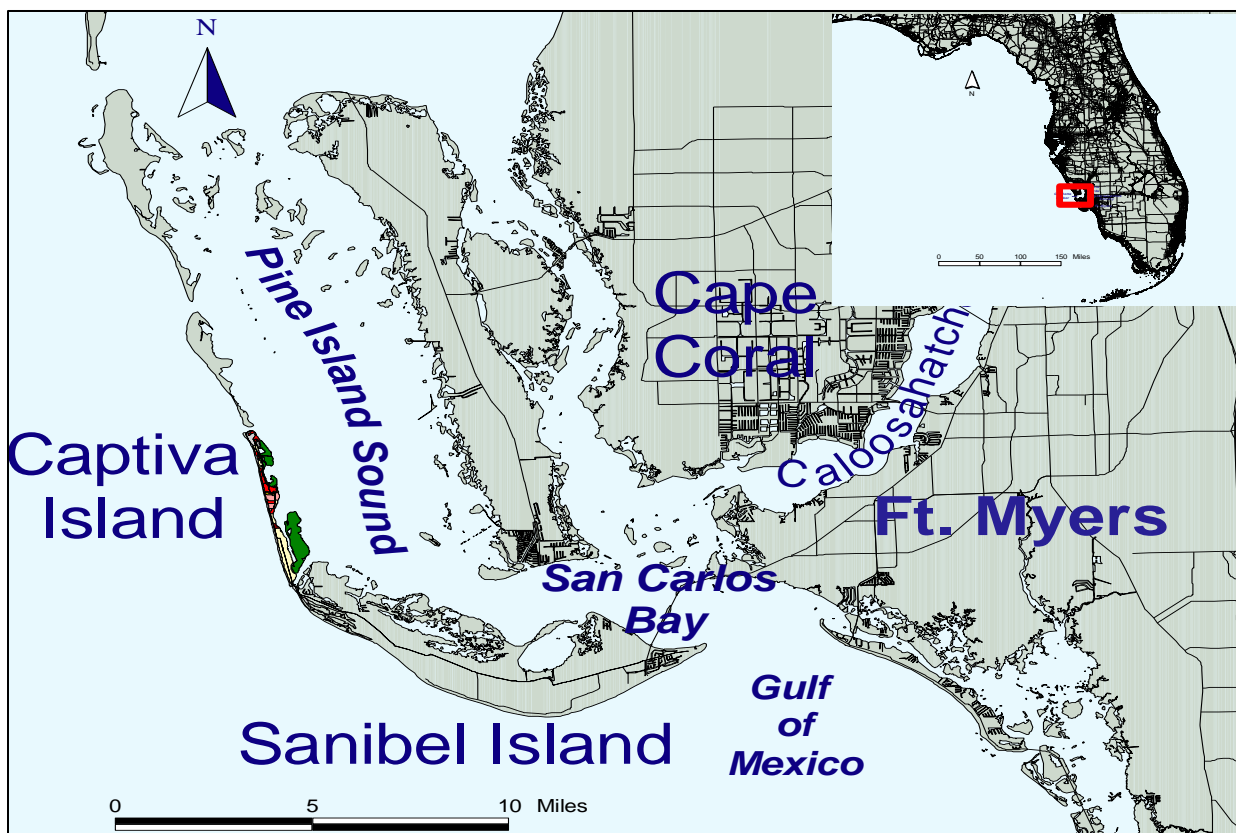 N
N
0 50 100 150 Miles
Pine Island Sound
Cape
Coral
Caloosahatch
Captiva
Island
Ft. Myers
San Carlos
Bay
Gulf
of
Mexico
Sanibel Island
0 5 10 Miles